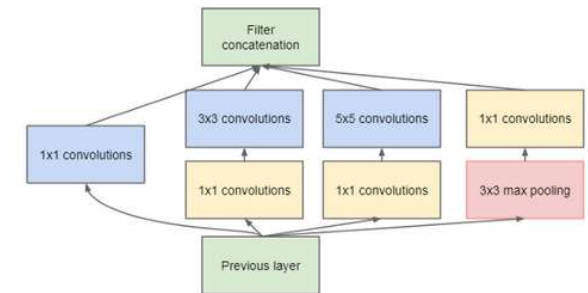 Filter
concatenation
3x3 convolutions
5x5 convolutions
1x1 convolutions
1x1 convolutions
1x1 convolutions
1x1 convolutions
3x3 max pooling
Previous layer